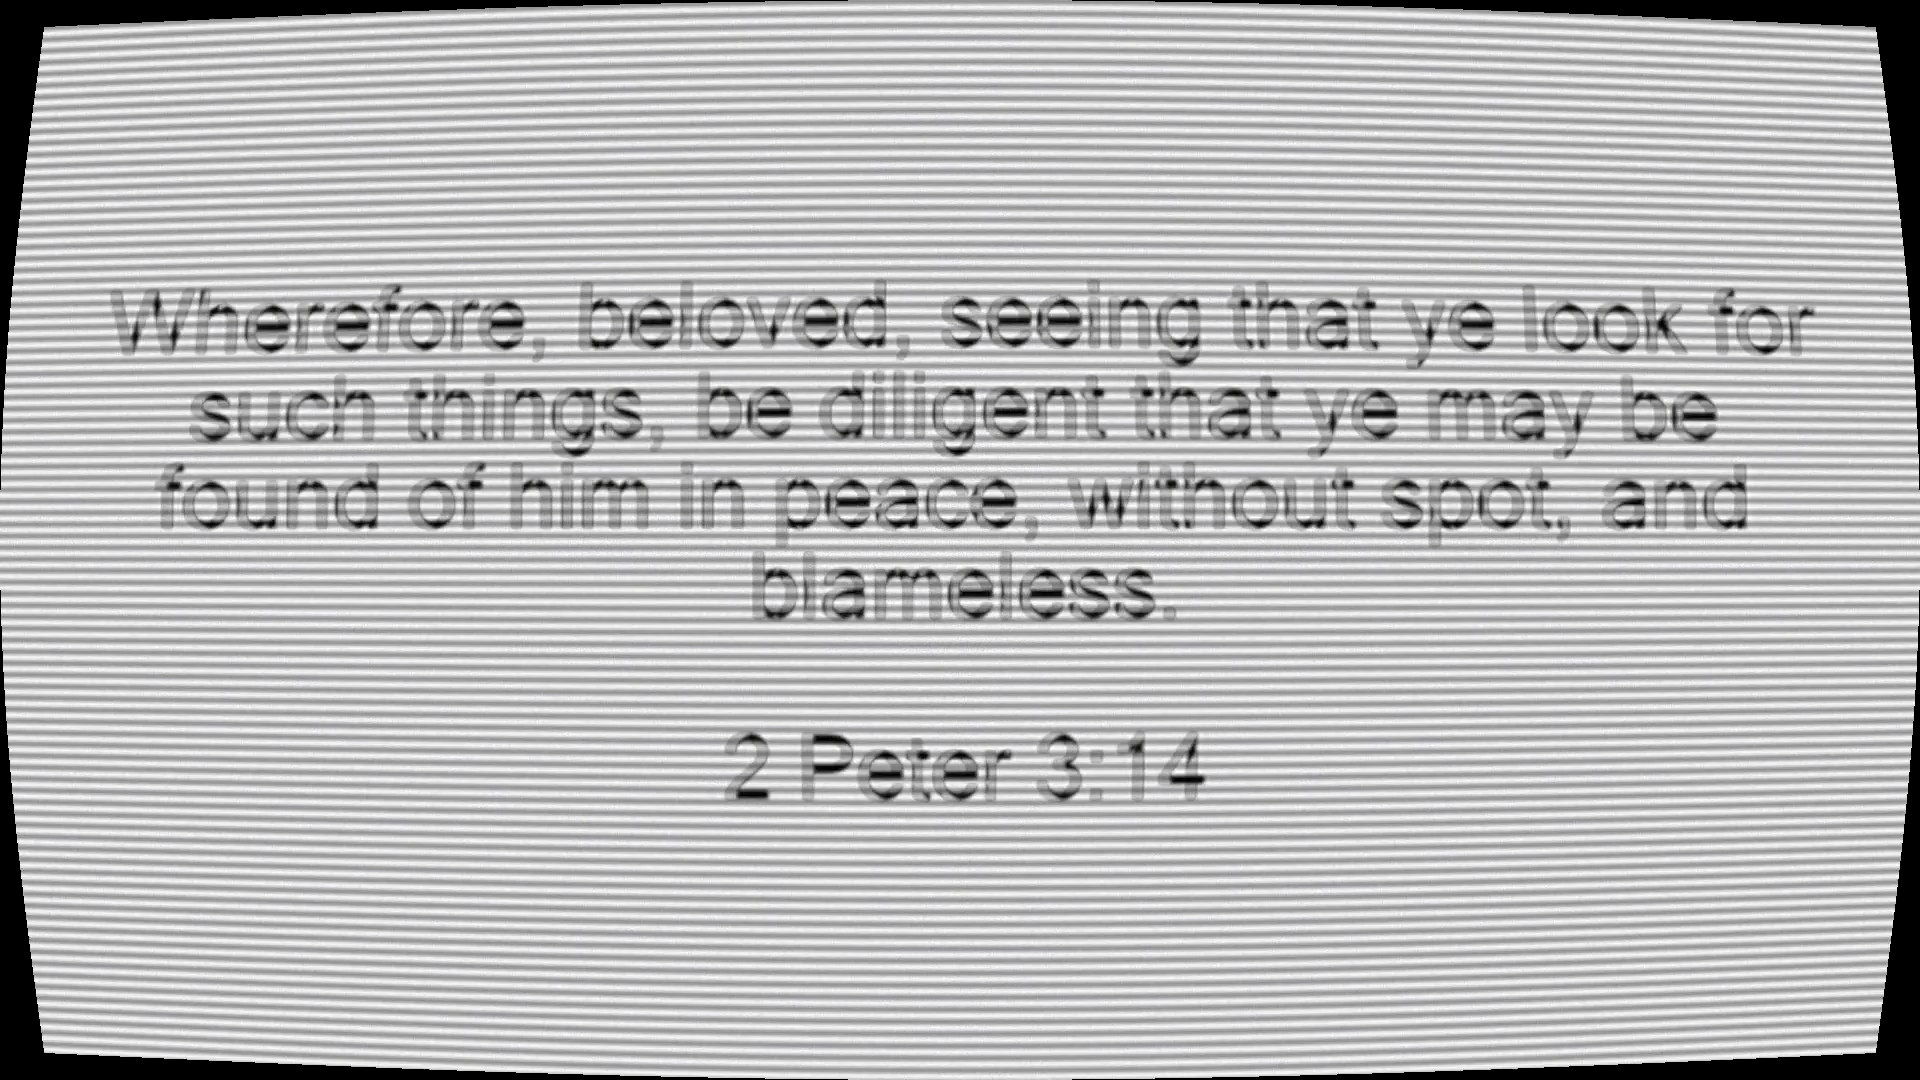 Wherefore, beloved, seeing that ye look for
such things, be diligent that ye may be
found of him in peace, without spot, and
blameless.
2 Peter 3:14